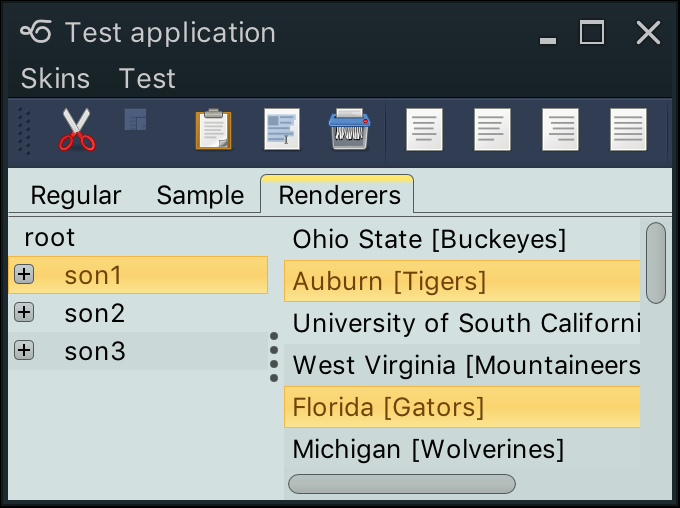 Test application
Skins Test
Regular Sample Renderers
root
son1
son2
son3
Ohio State [Buckeyes]
Auburn [Tigers]
University of South Californi
West Virginia [Mountaineers
Florida [Gators]
Michigan [Wolverines]